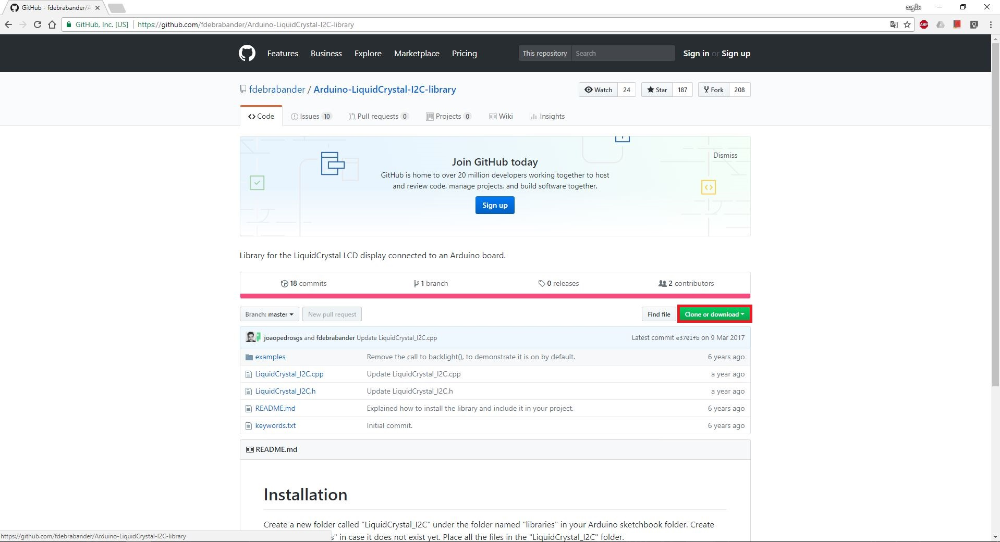 GitHub - fdebrabander/A
GitHub, Inc. [US] https://github.com/fdebrabander/Arduino-LiquidCrystal-I2C-library
ABP
Features Business Explore Marketplace Pricing This repository Search Sign in or Sign up
fdebrabander / Arduino-LiquidCrystal-I2C-library Watch 24 Star 187 Fork 208
Code Issues 10 Pull requests 0 Projects 0 Wiki Insights
Join GitHub today
Dismiss
GitHub is home to over 20 million developers working together to host
and review code, manage projects, and build software together.
Sign up
Library for the LiquidCrystal LCD display connected to an Arduino board.
18 commits 1 branch 0 releases 2 contributors
Branch: master New pull request Find file Clone or download
joaopedrosgs and fdebrabander Update LiquidCrystal_I2C.cpp Latest commit e3701fb on 9 Mar 2017
examples Remove the call to backlight(), to demonstrate it is on by default. 6 years ago
LiquidCrystal_I2C.cpp Update LiquidCrystal_I2C.cpp a year ago
LiquidCrystal_I2C.h Update LiquidCrystal_I2C.h a year ago
README.md Explained how to install the library and include it in your project. 6 years ago
keywords.txt Initial commit. 6 years ago
README.md
Installation
Create a new folder called "LiquidCrystal_I2C" under the folder named "libraries" in your Arduino sketchbook folder. Create
s" in case it does not exist yet. Place all the files in the "LiquidCrystal_I2C" folder.
https://github.com/fdebrabander/Arduino-LiquidCrystal-I2C-library